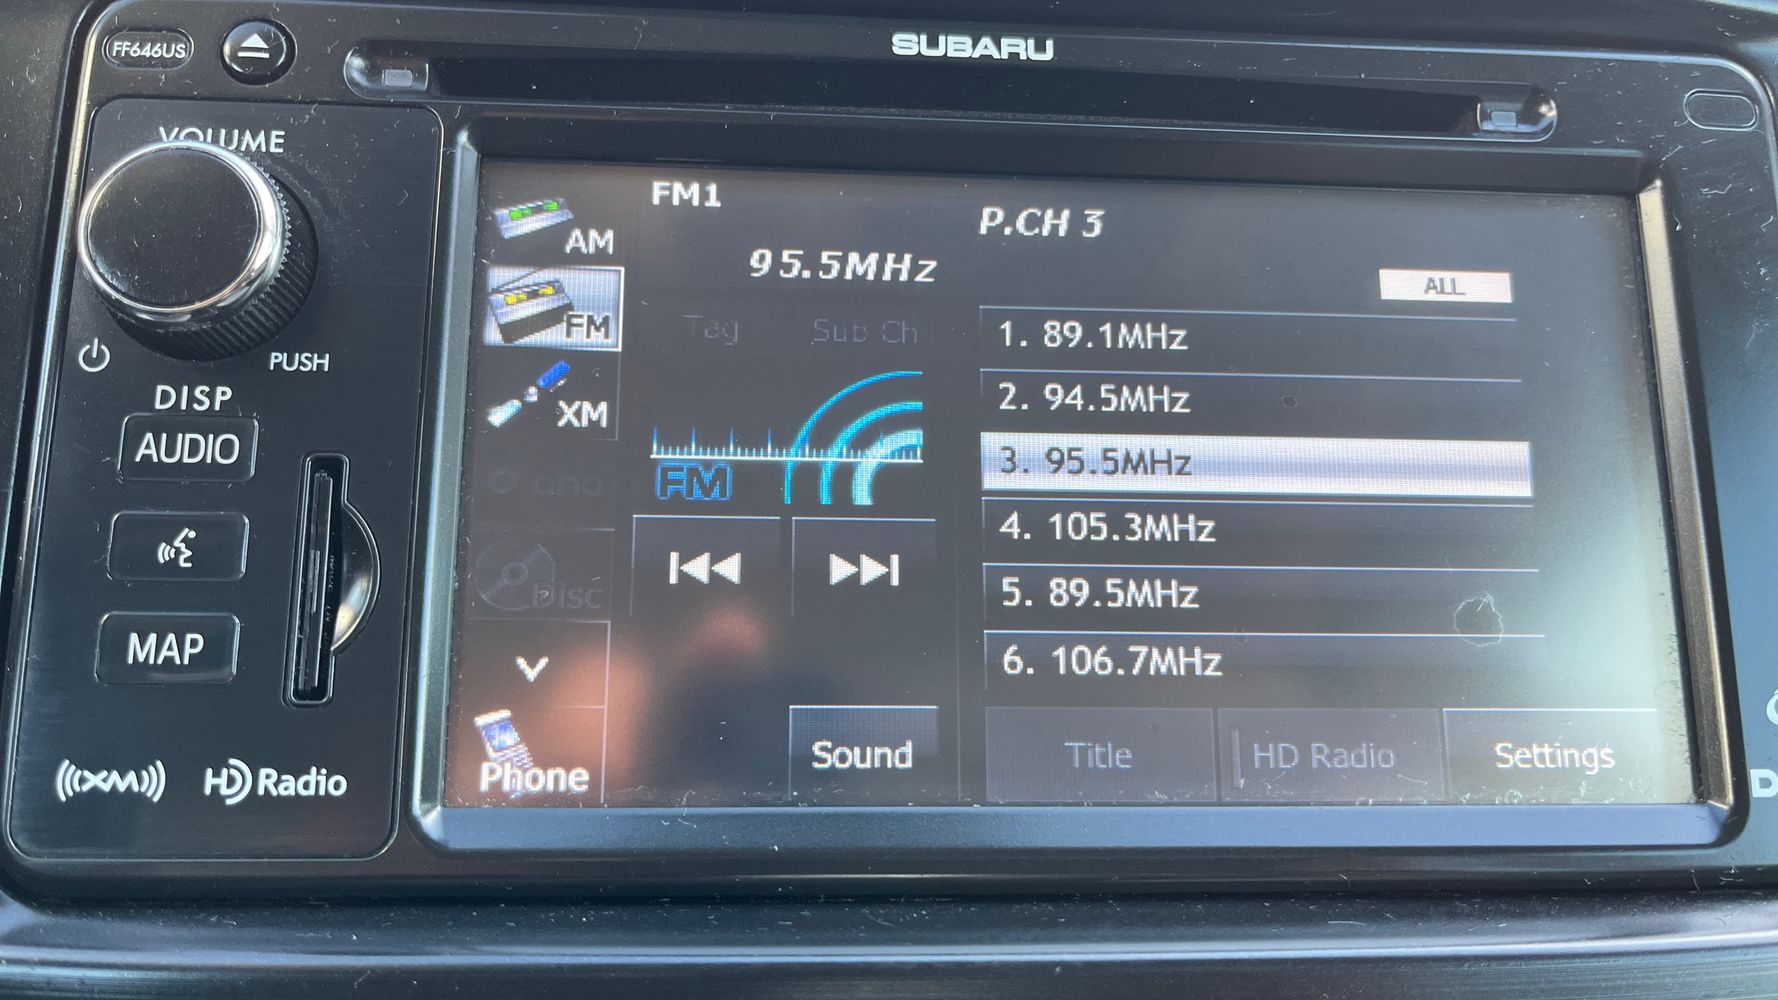 FF646US
SUBARU
VOLUME
PUSH
DISP
AUDIO
MAP
((XM))
HD Radio
AM
FM
XM
Disc
Phone
FM1
95.5MHz
Tag
Sub Ch
FM
Sound
P.CH 3
ALL
1. 89.1MHz
2. 94.5MHz
3. 95.5MHz
4. 105.3MHz
5. 89.5MHz
6. 106.7MHz
Title
HD Radio
Settings